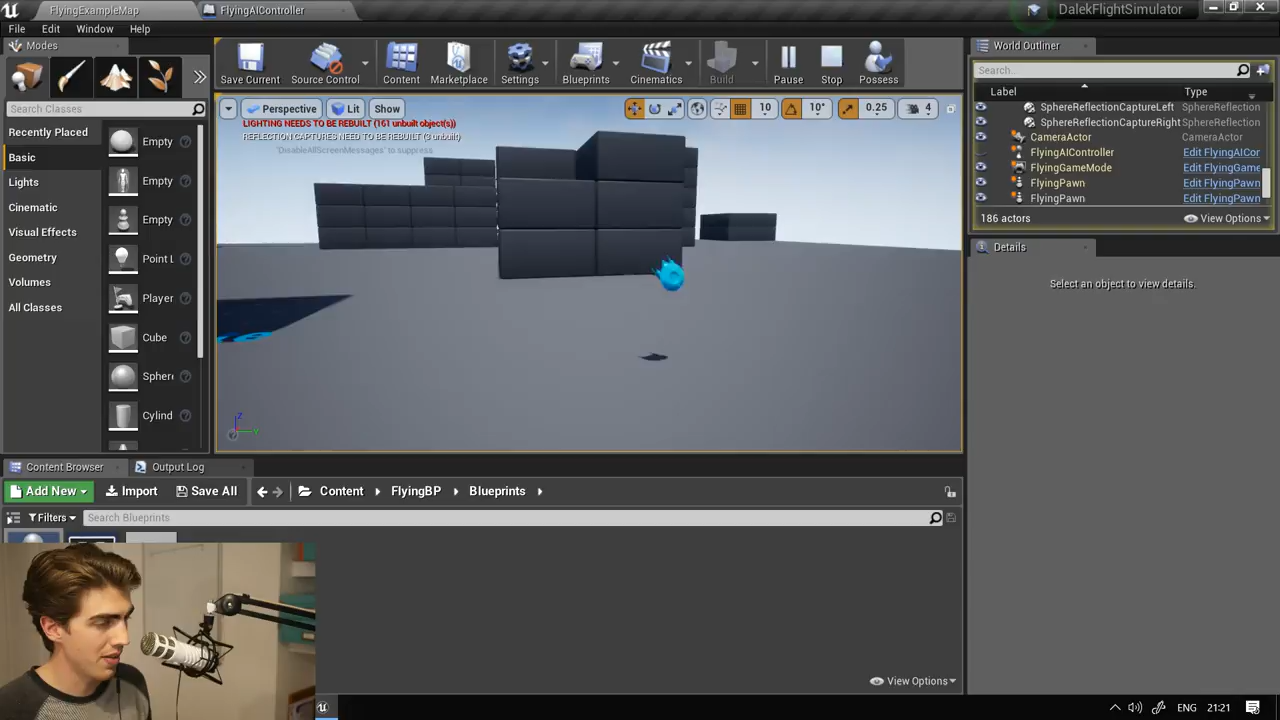 FlyingExampleMap
FlyingAIController
DalekFlightSimulator
File Edit Window Help
Modes
Search Classes
Recently Placed
Basic
Lights
Cinematic
Visual Effects
Geometry
Volumes
All Classes
Empty
Empty
Empty
Point L
Player
Cube
Spher
Cylind
Save Current
Source Control
Content
Marketplace
Settings
Blueprints
Cinematics
Build
Pause
Stop
Possess
Perspective
Lit
Show
10
10°
0.25
4
LIGHTING NEEDS TO BE REBUILT (161 unbuilt object(s))
REFLECTION CAPTURES NEED TO BE REBUILT (3 unbuilt)
'DisableAllScreenMessages' to suppress
Z
Y
World Outliner
Search...
Label Type
SphereReflectionCaptureLeft SphereReflection
SphereReflectionCaptureRight SphereReflection
CameraActor CameraActor
FlyingAIController Edit FlyingAICor
FlyingGameMode Edit FlyingGame
FlyingPawn Edit FlyingPawn
FlyingPawn Edit FlyingPawn
186 actors View Options
Details
Select an object to view details.
Content Browser
Output Log
Add New Import Save All Content FlyingBP Blueprints
Filters Search Blueprints
View Options
ENG 21:21